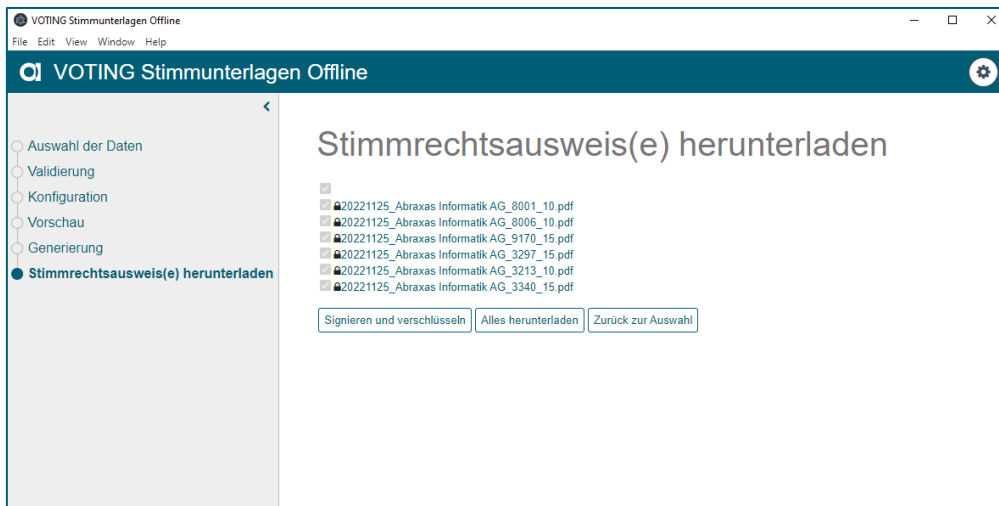 VOTING Stimmunterlagen Offline
File Edit View Window Help
VOTING Stimmunterlagen Offline
Auswahl der Daten
Validierung
Konfiguration
Vorschau
Generierung
Stimmrechtsausweis(e) herunterladen
Stimmrechtsausweis(e) herunterladen
20221125_Abraxas Informatik AG_8001_10.pdf
20221125_Abraxas Informatik AG_8006_10.pdf
20221125_Abraxas Informatik AG_9170_15.pdf
20221125_Abraxas Informatik AG_3297_15.pdf
20221125_Abraxas Informatik AG_3213_10.pdf
20221125_Abraxas Informatik AG_3340_15.pdf
Signieren und verschlüsseln Alles herunterladen Zurück zur Auswahl